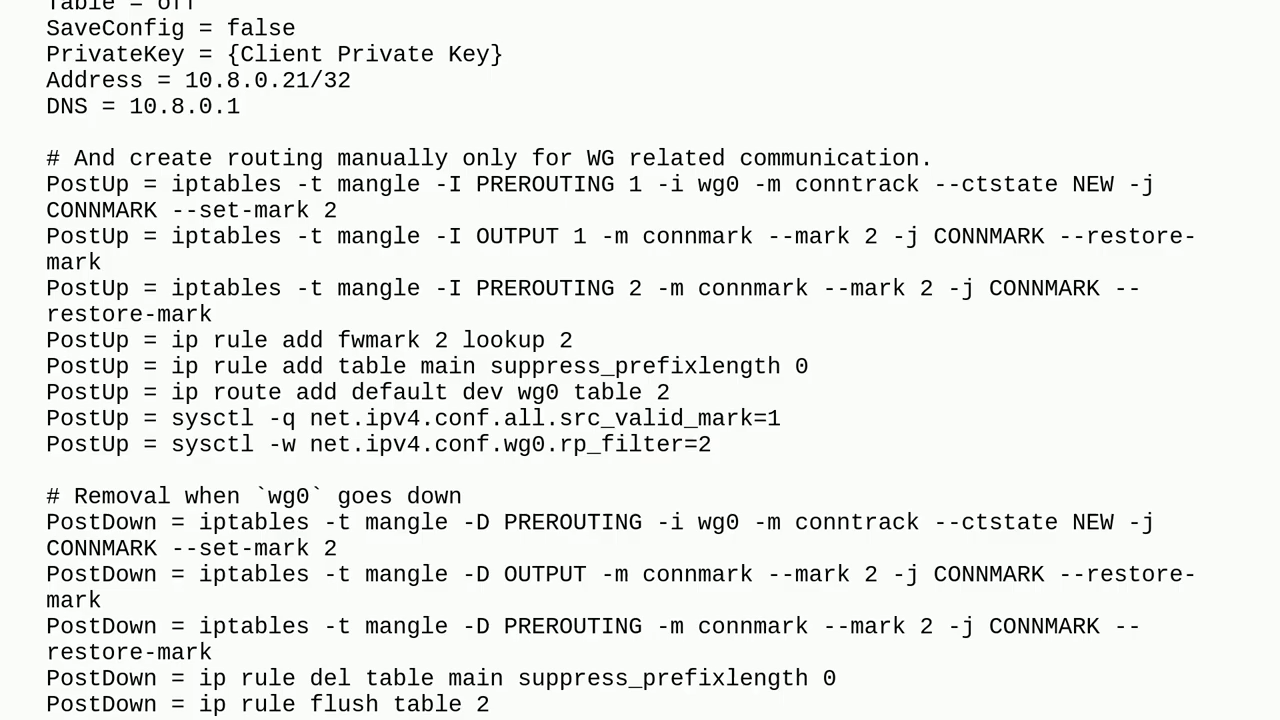 Table = off
SaveConfig = false
PrivateKey = {Client Private Key}
Address = 10.8.0.21/32
DNS = 10.8.0.1
# And create routing manually only for WG related communication.
PostUp = iptables -t mangle -I PREROUTING 1 -i wg0 -m conntrack --ctstate NEW -j
CONNMARK --set-mark 2
PostUp = iptables -t mangle -I OUTPUT 1 -m connmark --mark 2 -j CONNMARK --restore-
mark
PostUp = iptables -t mangle -I PREROUTING 2 -m connmark --mark 2 -j CONNMARK --
restore-mark
PostUp = ip rule add fwmark 2 lookup 2
PostUp = ip rule add table main suppress_prefixlength 0
PostUp = ip route add default dev wg0 table 2
PostUp = sysctl -q net.ipv4.conf.all.src_valid_mark=1
PostUp = sysctl -w net.ipv4.conf.wg0.rp_filter=2
# Removal when `wg0` goes down
PostDown = iptables -t mangle -D PREROUTING -i wg0 -m conntrack --ctstate NEW -j
CONNMARK --set-mark 2
PostDown = iptables -t mangle -D OUTPUT -m connmark --mark 2 -j CONNMARK --restore-
mark
PostDown = iptables -t mangle -D PREROUTING -m connmark --mark 2 -j CONNMARK --
restore-mark
PostDown = ip rule del table main suppress_prefixlength 0
PostDown = ip rule flush table 2